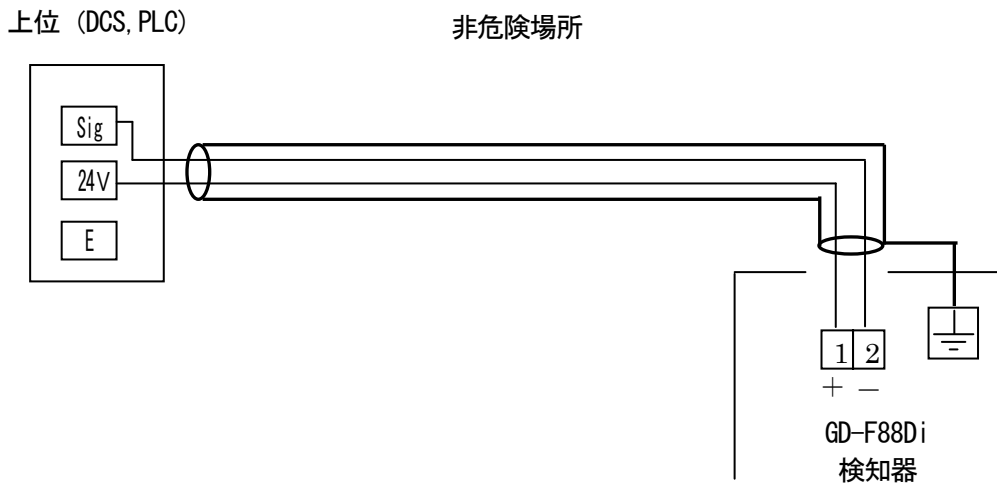 上位 (DCS, PLC)
非危険場所
Sig
24V
E
1 2
+ −
GD-F88Di
検知器